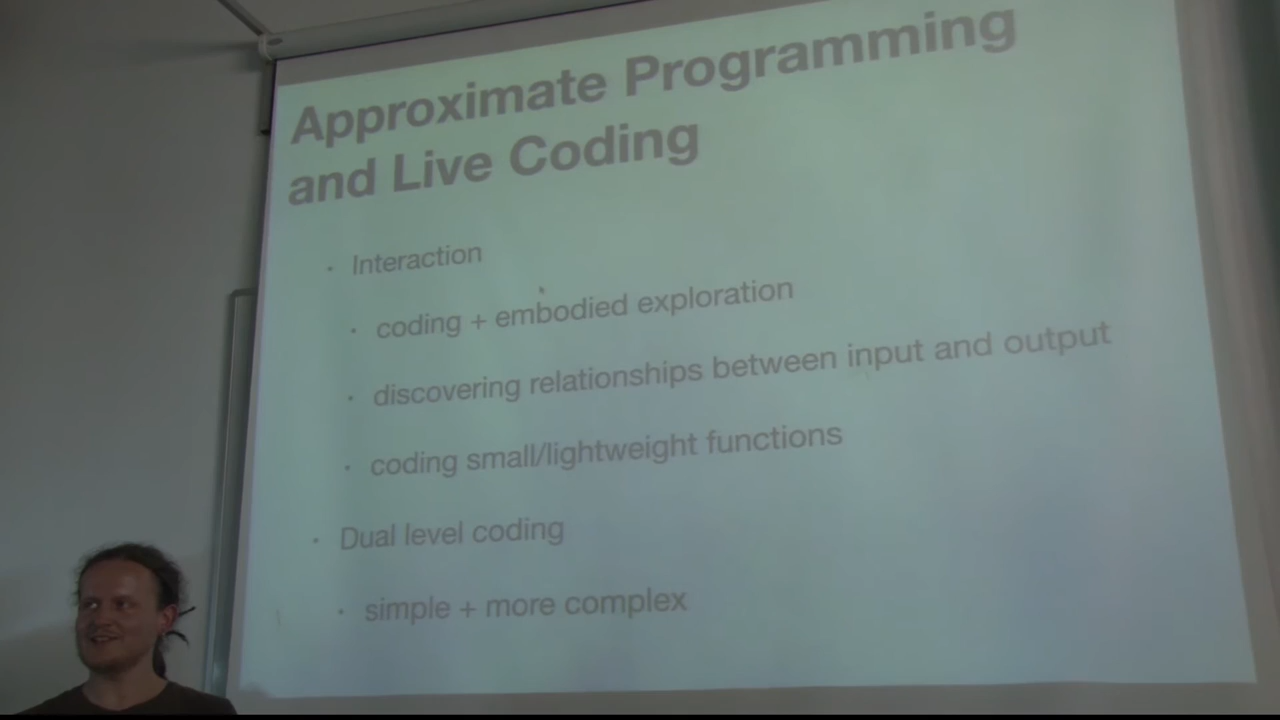 Approximate Programming
and Live Coding
• Interaction
• coding + embodied exploration
• discovering relationships between input and output
• coding small/lightweight functions
• Dual level coding
• simple + more complex